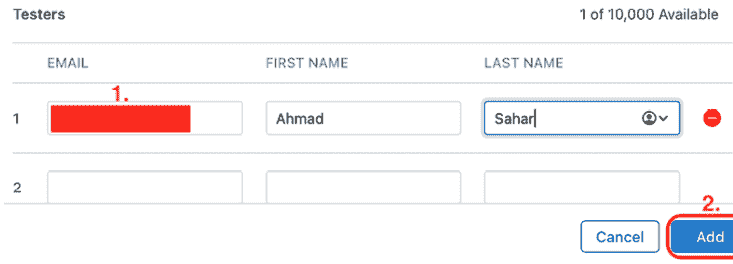 Testers 1 of 10,000 Available
EMAIL FIRST NAME LAST NAME
1.
1 Ahmad Sahar
2
2.
Cancel Add